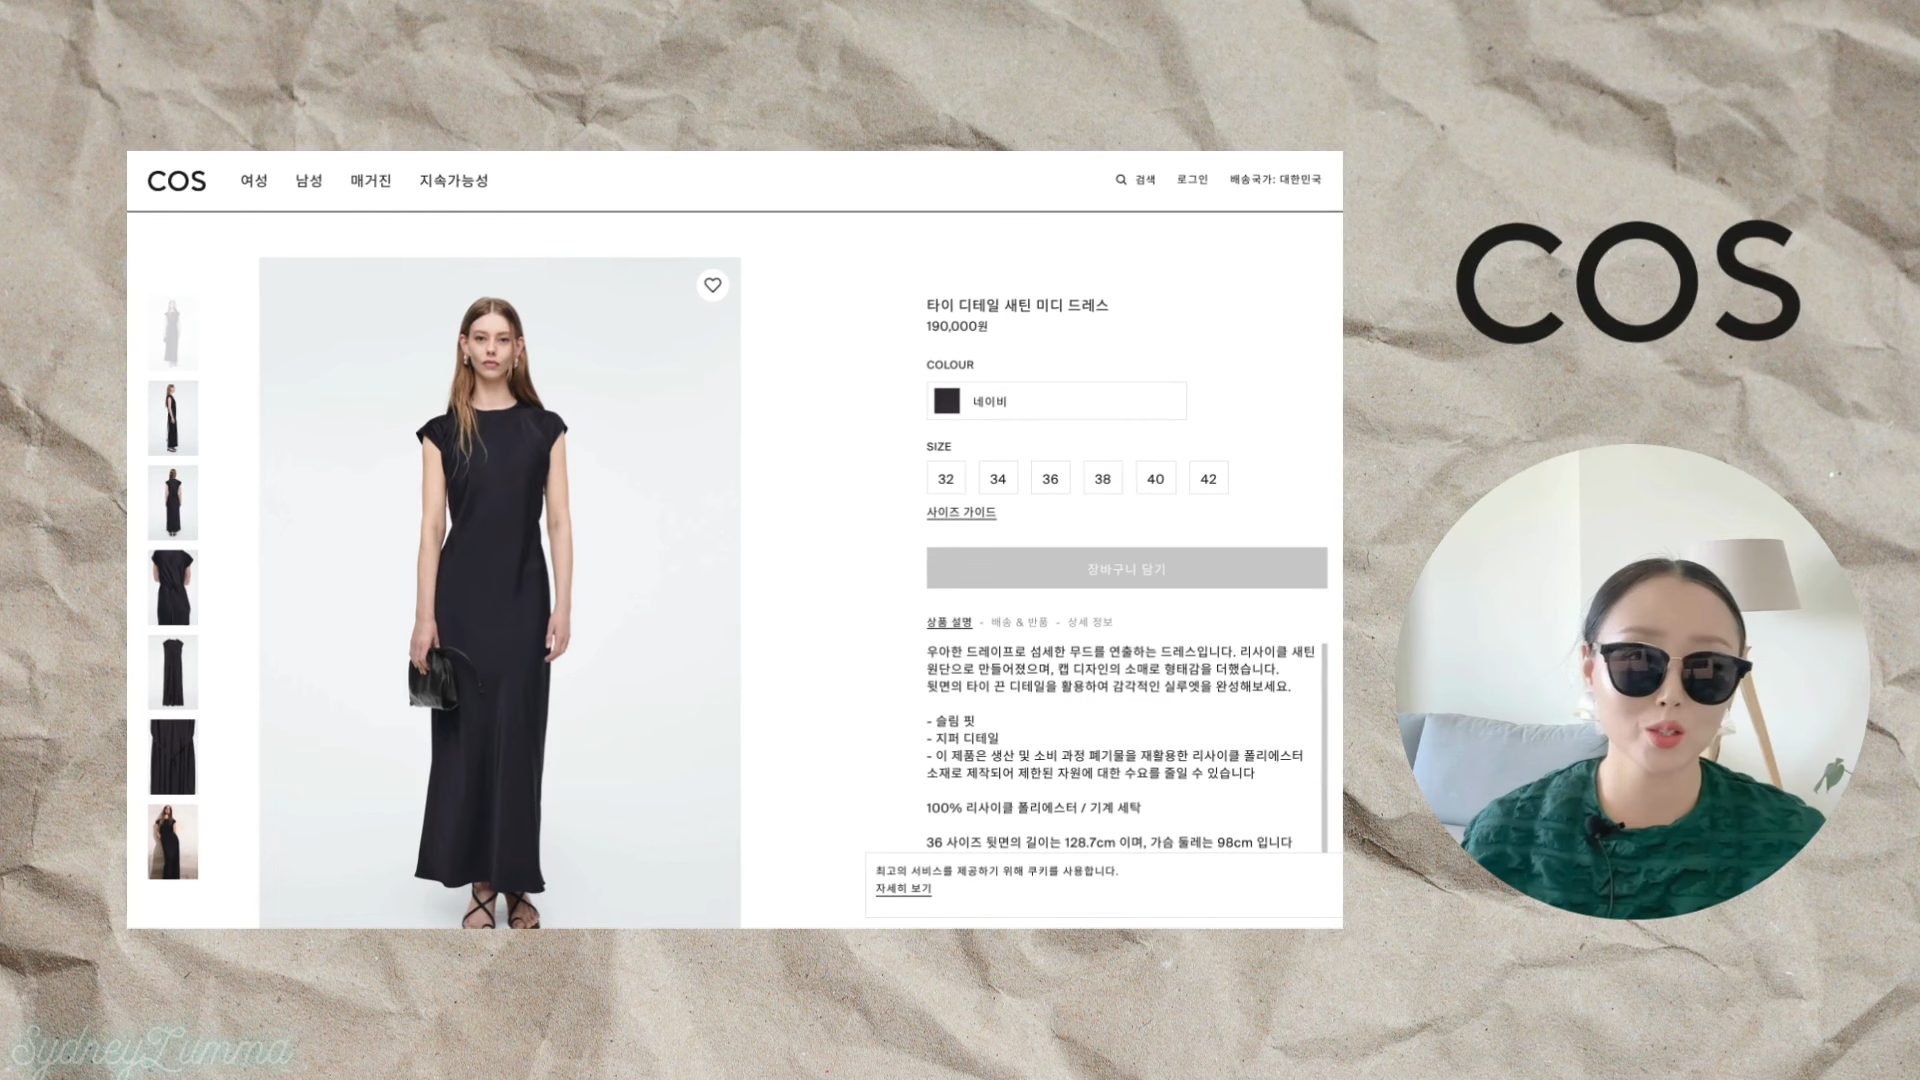 COS 여성 남성 매거진 지속가능성 검색 로그인 배송국가: 대한민국
COS
타이 디테일 새틴 미디 드레스
190,000원
COLOUR
네이비
SIZE
32 34 36 38 40 42
사이즈 가이드
장바구니 담기
상품 설명 - 배송 & 반품 - 상세 정보
우아한 드레이프로 섬세한 무드를 연출하는 드레스입니다. 리사이클 새틴
원단으로 만들어졌으며, 캡 디자인의 소매로 형태감을 더했습니다.
뒷면의 타이 끈 디테일을 활용하여 감각적인 실루엣을 완성해보세요.
- 슬림 핏
- 지퍼 디테일
- 이 제품은 생산 및 소비 과정 폐기물을 재활용한 리사이클 폴리에스터
소재로 제작되어 제한된 자원에 대한 수요를 줄일 수 있습니다
100% 리사이클 폴리에스터 / 기계 세탁
36 사이즈 뒷면의 길이는 128.7cm 이며, 가슴 둘레는 98cm 입니다
최고의 서비스를 제공하기 위해 쿠키를 사용합니다.
자세히 보기
SydneyLumma